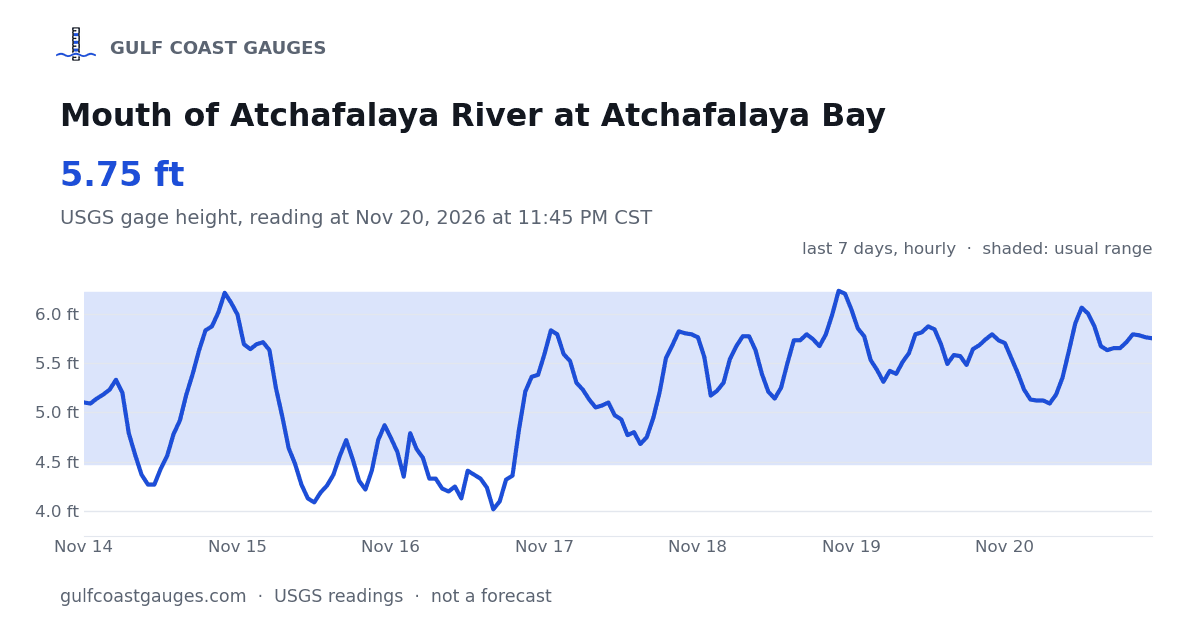 GULF COAST GAUGES
Mouth of Atchafalaya River at Atchafalaya Bay
5.75 ft
USGS gage height, reading at Nov 20, 2026 at 11:45 PM CST
last 7 days, hourly · shaded: usual range
6.0 ft
5.5 ft
5.0 ft
4.5 ft
4.0 ft
Nov 14 Nov 15 Nov 16 Nov 17 Nov 18 Nov 19 Nov 20
gulfcoastgauges.com · USGS readings · not a forecast